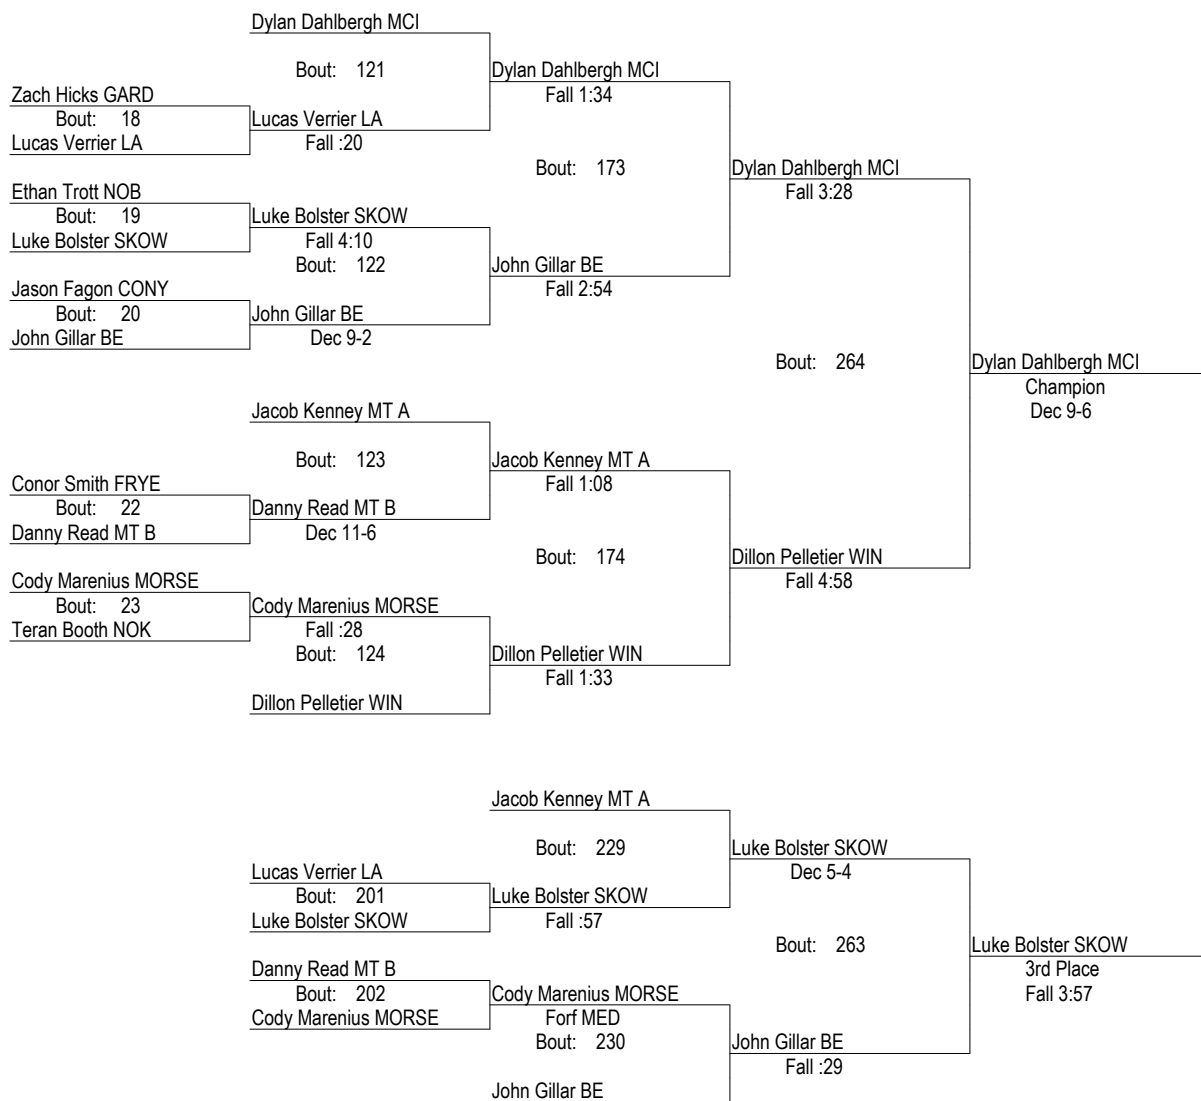 Dylan Dahlbergh MCI
Bout: 121
Dylan Dahlbergh MCI
Zach Hicks GARD
Fall 1:34
Bout: 18
Lucas Verrier LA
Lucas Verrier LA
Fall :20
Bout: 173
Dylan Dahlbergh MCI
Ethan Trott NOB
Fall 3:28
Bout: 19
Luke Bolster SKOW
Luke Bolster SKOW
Fall 4:10
Bout: 122
John Gillar BE
Jason Fagon CONY
Fall 2:54
Bout: 20
John Gillar BE
John Gillar BE
Dec 9-2
Bout: 264
Dylan Dahlbergh MCI
Champion
Dec 9-6
Jacob Kenney MT A
Bout: 123
Jacob Kenney MT A
Conor Smith FRYE
Fall 1:08
Bout: 22
Danny Read MT B
Danny Read MT B
Dec 11-6
Bout: 174
Dillon Pelletier WIN
Cody Marenius MORSE
Fall 4:58
Bout: 23
Cody Marenius MORSE
Teran Booth NOK
Fall :28
Bout: 124
Dillon Pelletier WIN
Fall 1:33
Dillon Pelletier WIN
Jacob Kenney MT A
Bout: 229
Luke Bolster SKOW
Lucas Verrier LA
Dec 5-4
Bout: 201
Luke Bolster SKOW
Luke Bolster SKOW
Fall :57
Bout: 263
Luke Bolster SKOW
Danny Read MT B
3rd Place
Bout: 202
Cody Marenius MORSE
Fall 3:57
Cody Marenius MORSE
Forf MED
Bout: 230
John Gillar BE
Fall :29
John Gillar BE